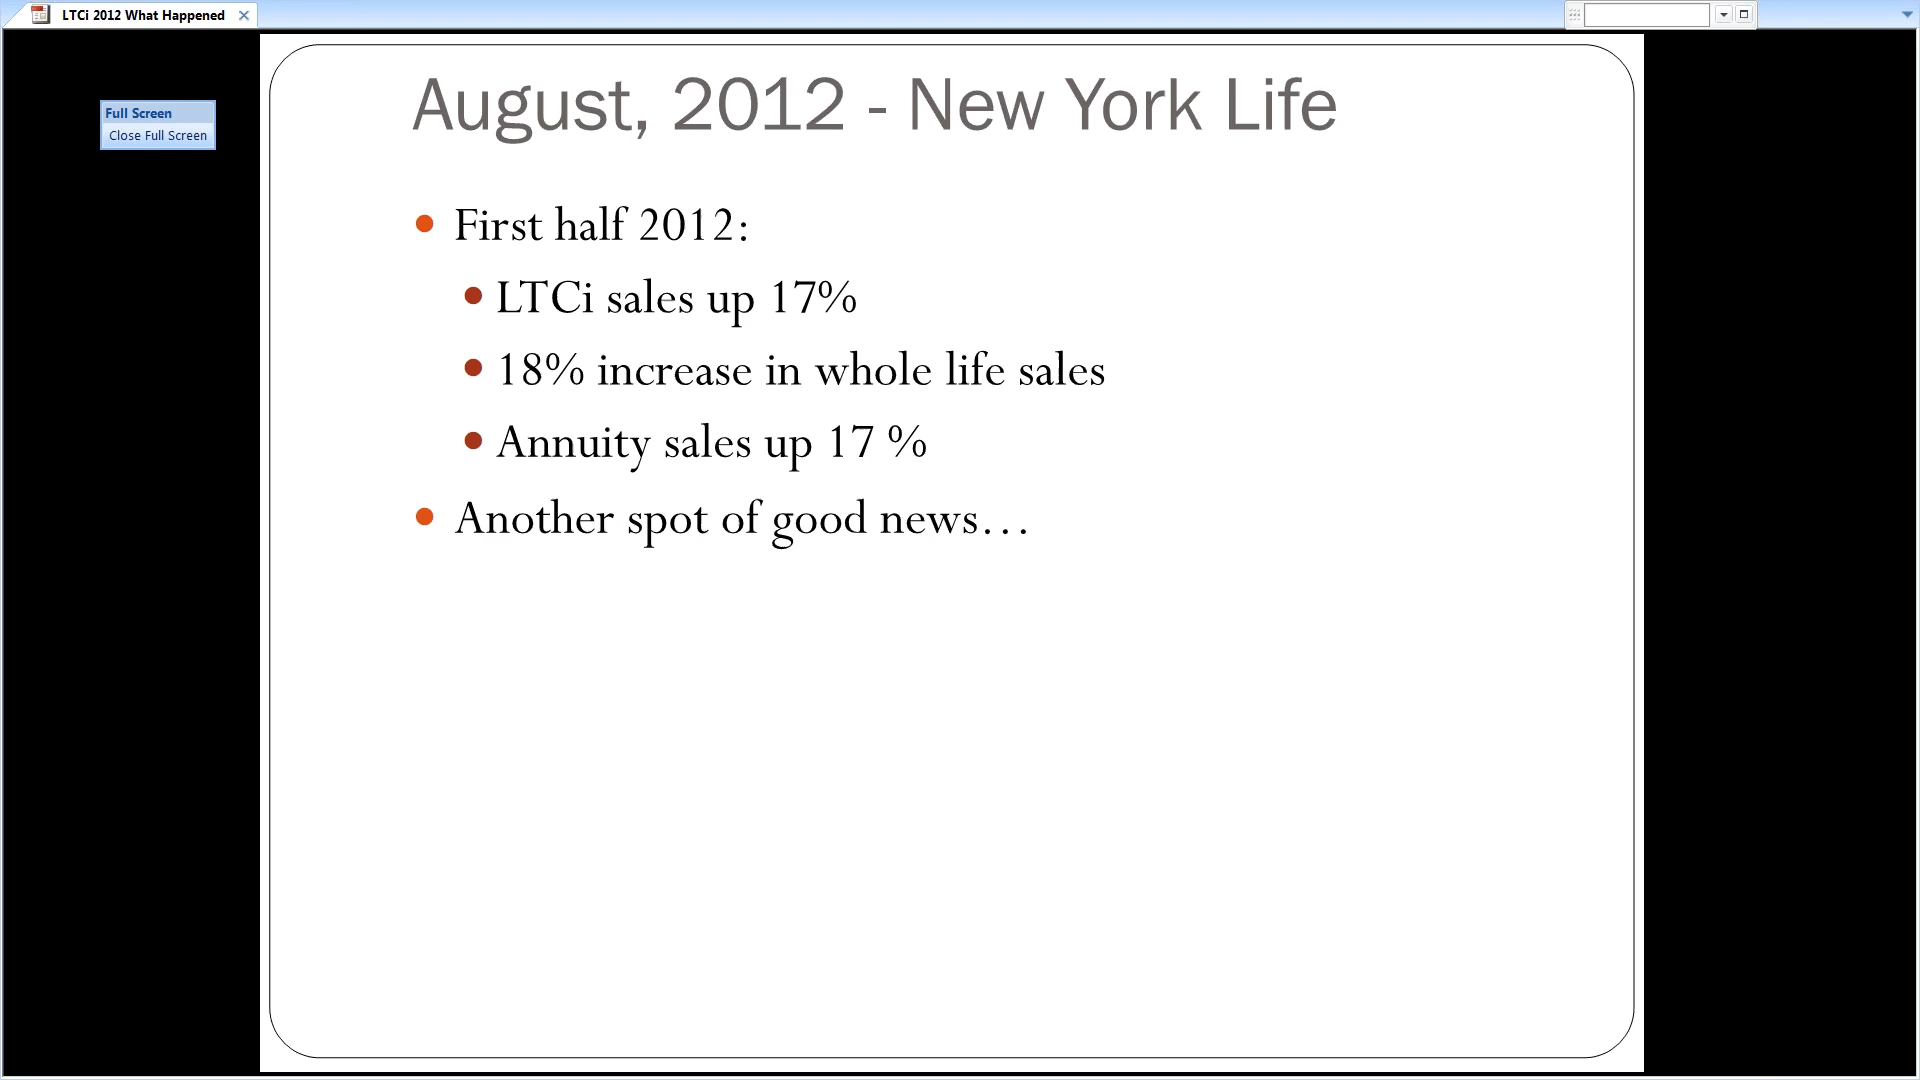 LTCi 2012 What Happened
Full Screen
Close Full Screen
August, 2012 - New York Life
First half 2012:
LTCi sales up 17%
18% increase in whole life sales
Annuity sales up 17 %
Another spot of good news…